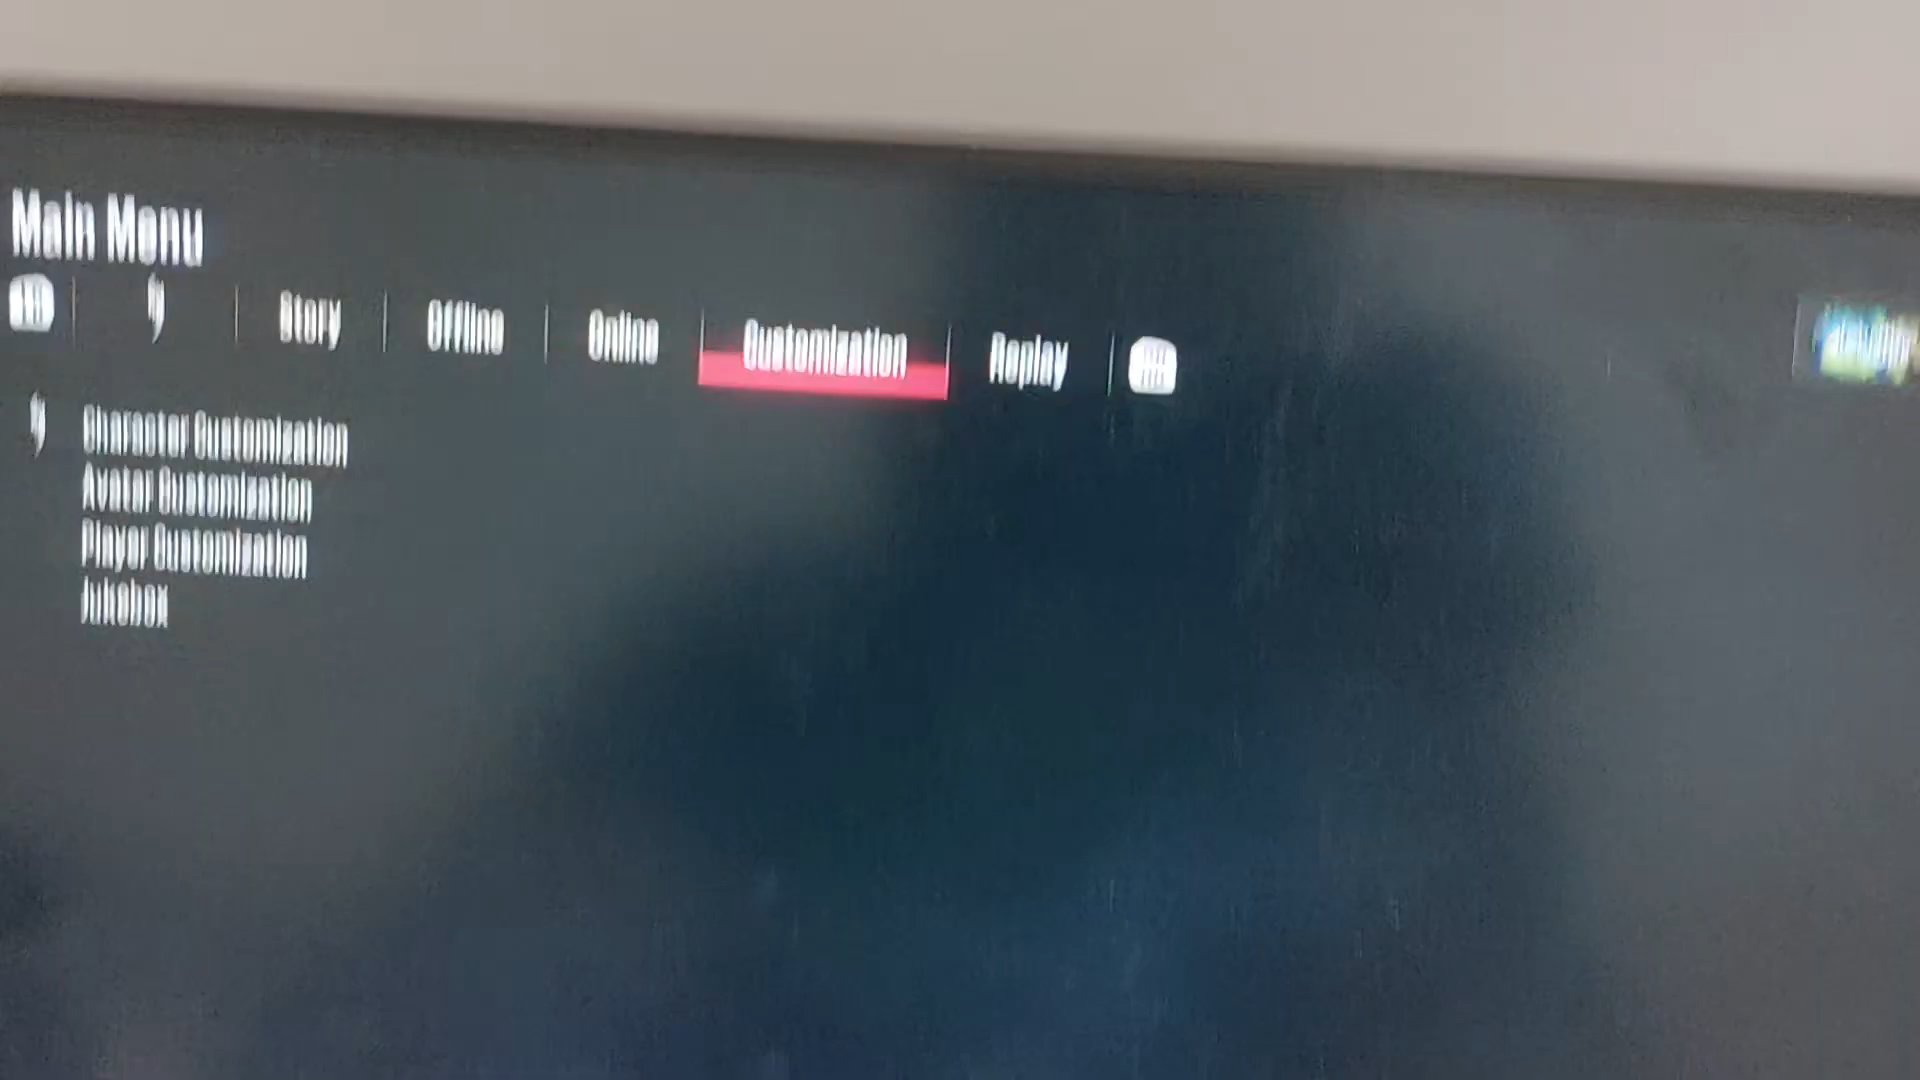 Main Menu
Story Offline Online Customization Replay
Character Customization
Avatar Customization
Player Customization
Jukebox